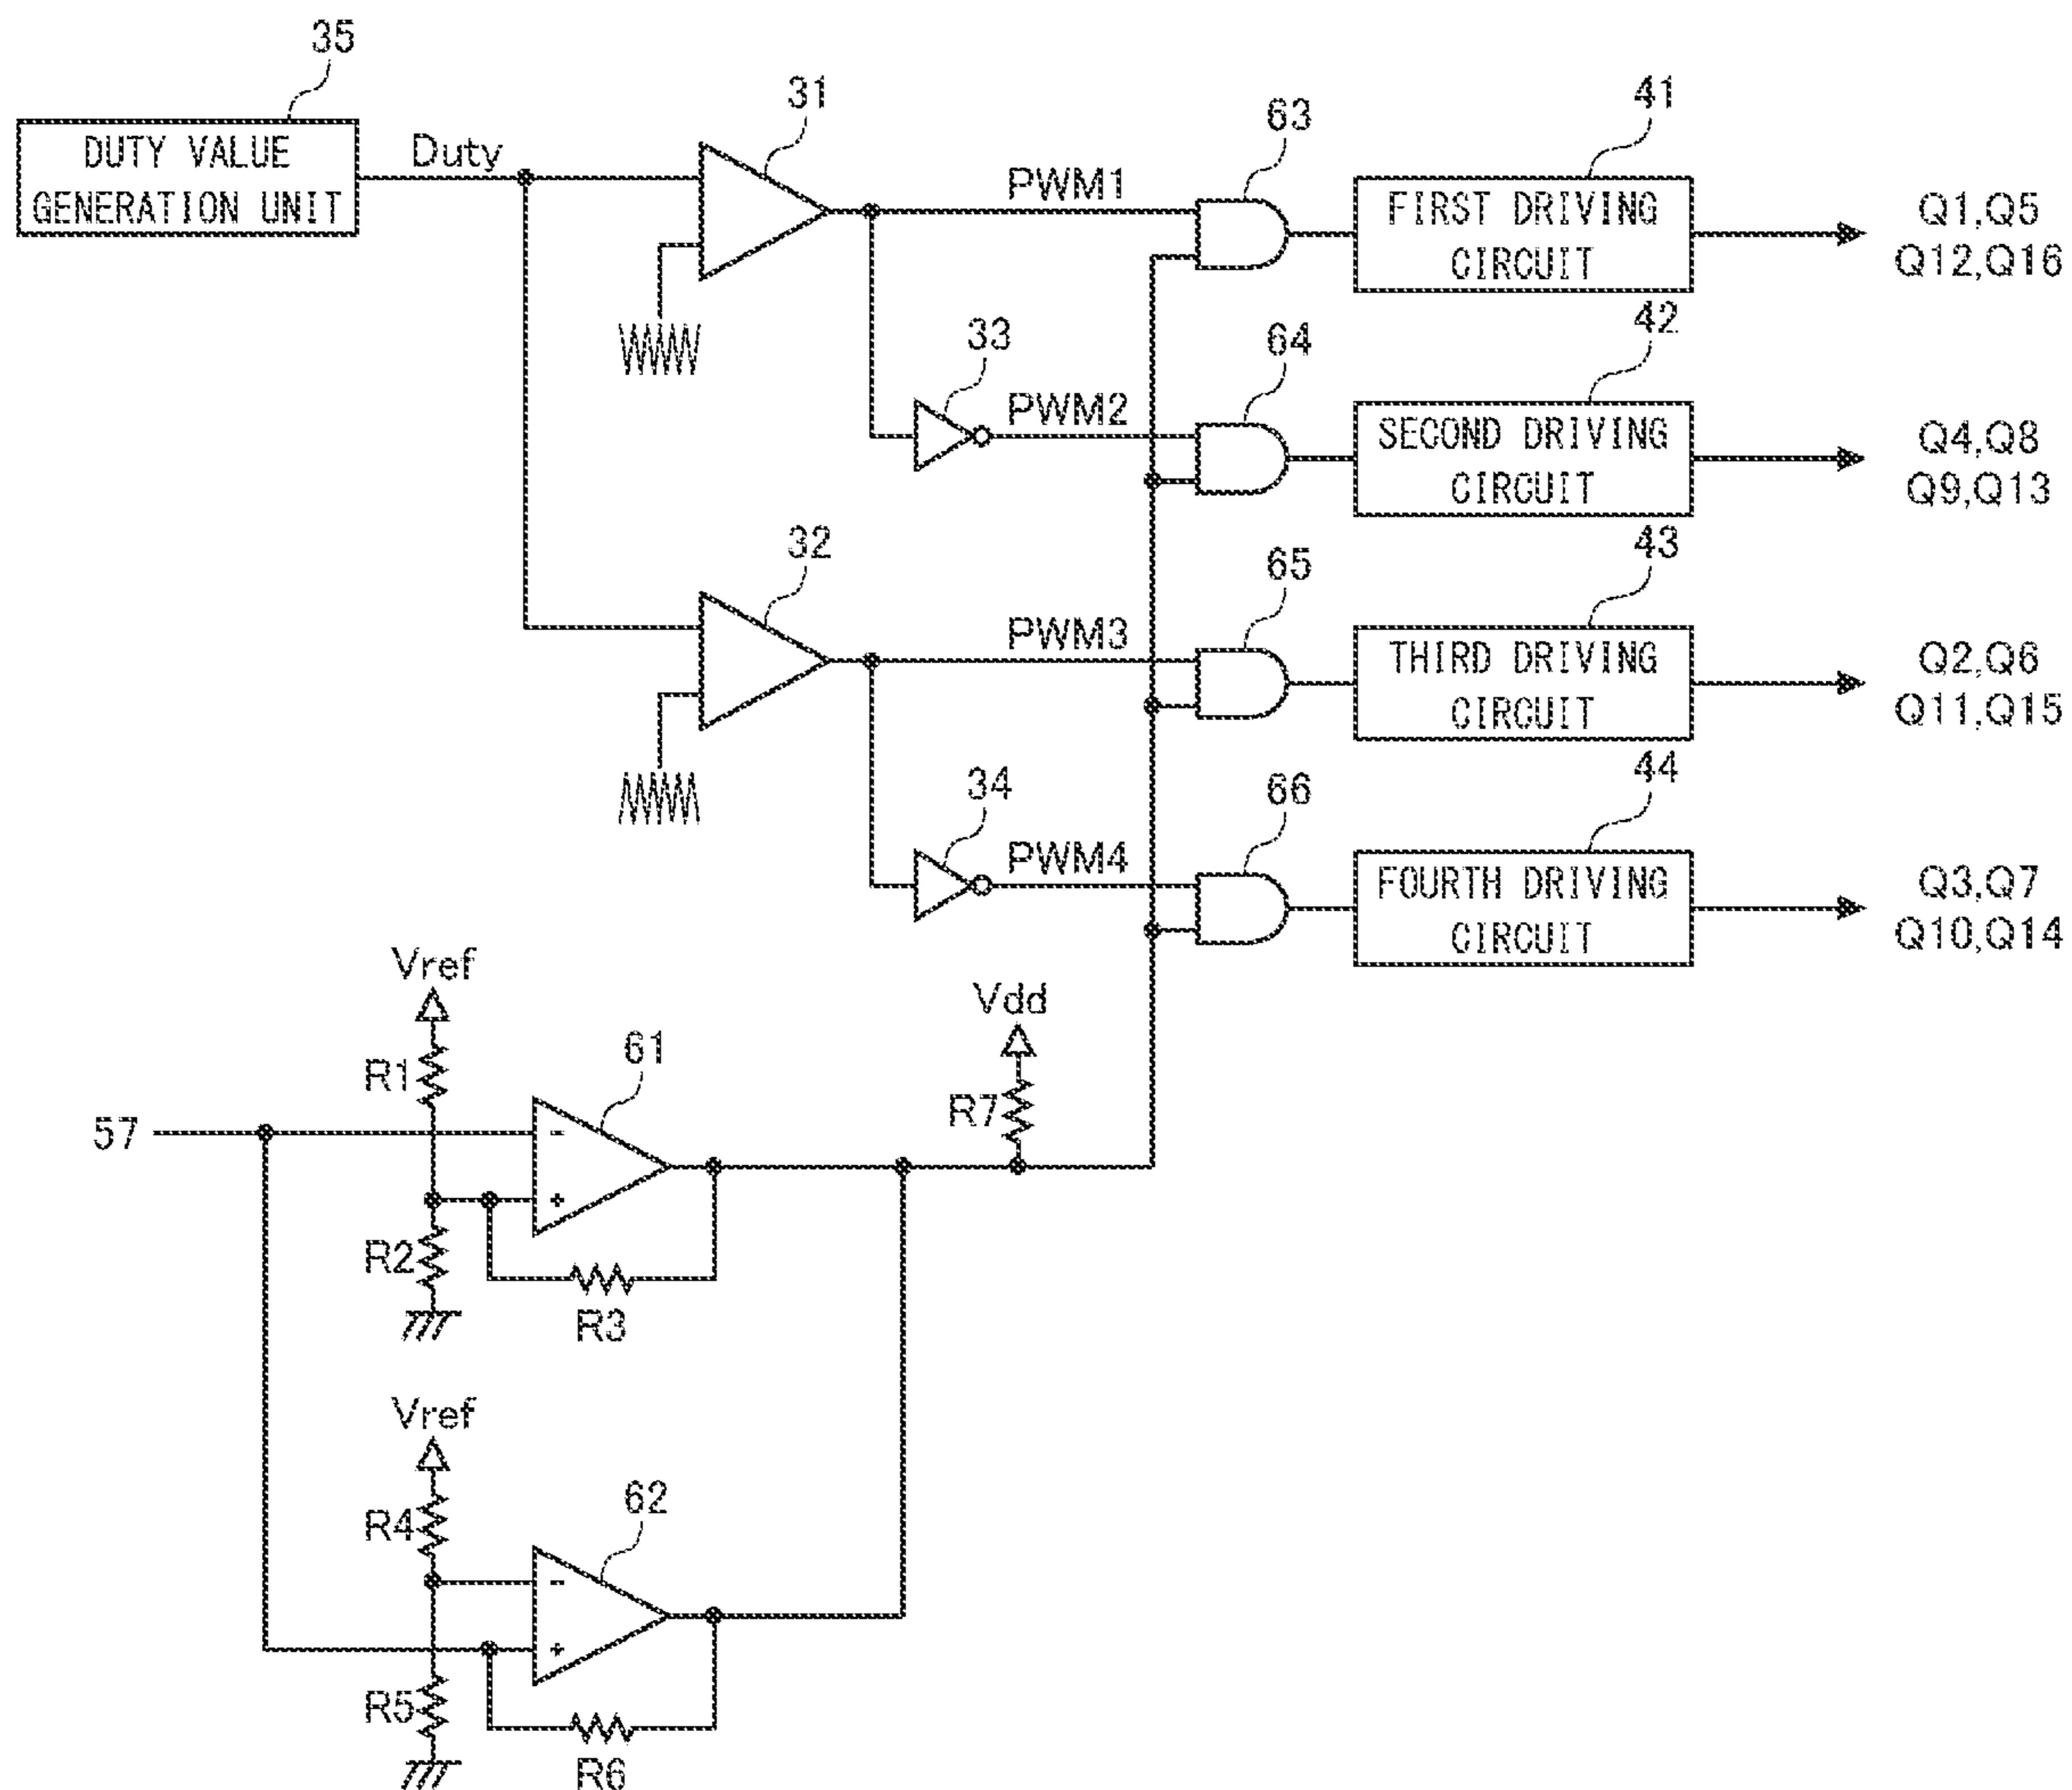 35
DUTY VALUE
GENERATION UNIT
Duty
31
PWM1
63
41
FIRST DRIVING
CIRCUIT
Q1,Q5
Q12,Q16
33
PWM2
64
42
SECOND DRIVING
CIRCUIT
Q4,Q8
Q9,Q13
32
PWM3
65
43
THIRD DRIVING
CIRCUIT
Q2,Q6
Q11,Q15
34
PWM4
66
44
FOURTH DRIVING
CIRCUIT
Q3,Q7
Q10,Q14
Vref
R1
57
61
-
+
R2
R3
Vdd
R7
Vref
R4
62
-
+
R5
R6